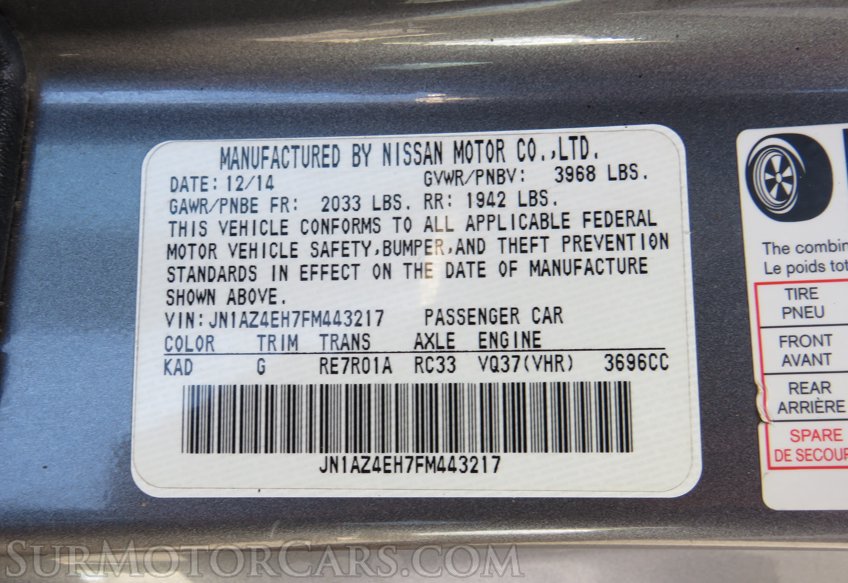 MANUFACTURED BY NISSAN MOTOR CO.,LTD.
DATE: 12/14 GVWR/PNBV: 3968 LBS.
GAWR/PNBE FR: 2033 LBS. RR: 1942 LBS.
THIS VEHICLE CONFORMS TO ALL APPLICABLE FEDERAL
MOTOR VEHICLE SAFETY,BUMPER,AND THEFT PREVENTION
STANDARDS IN EFFECT ON THE DATE OF MANUFACTURE
SHOWN ABOVE.
VIN: JN1AZ4EH7FM443217 PASSENGER CAR
COLOR TRIM TRANS AXLE ENGINE
KAD G RE7R01A RC33 VQ37(VHR) 3696CC
JN1AZ4EH7FM443217
The combin
Le poids tot
TIRE
PNEU
FRONT
AVANT
REAR
ARRIÈRE
SPARE
DE SECOUR
SurMotorCars.com